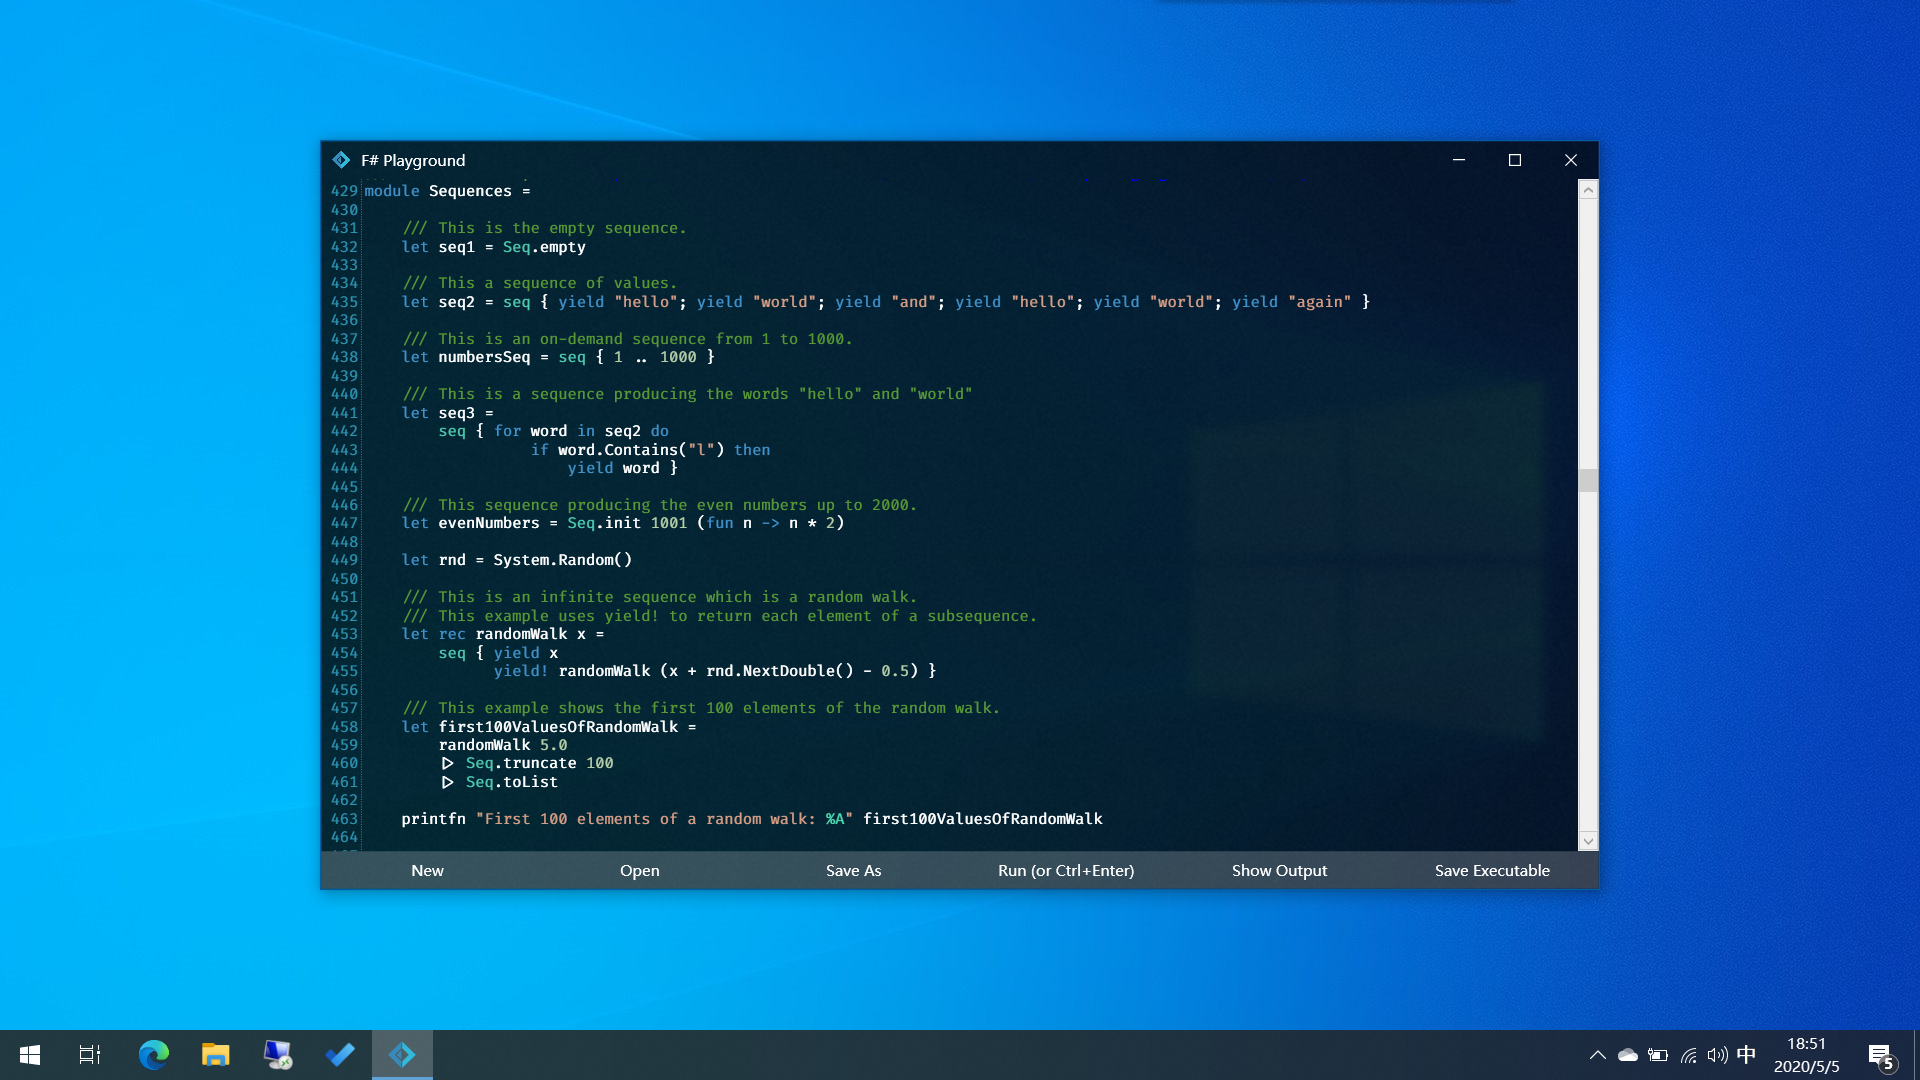 F# Playground
429 module Sequences =
430
431     /// This is the empty sequence.
432     let seq1 = Seq.empty
433
434     /// This a sequence of values.
435     let seq2 = seq { yield "hello"; yield "world"; yield "and"; yield "hello"; yield "world"; yield "again" }
436
437     /// This is an on-demand sequence from 1 to 1000.
438     let numbersSeq = seq { 1 .. 1000 }
439
440     /// This is a sequence producing the words "hello" and "world"
441     let seq3 =
442         seq { for word in seq2 do
443                   if word.Contains("l") then
444                       yield word }
445
446     /// This sequence producing the even numbers up to 2000.
447     let evenNumbers = Seq.init 1001 (fun n -> n * 2)
448
449     let rnd = System.Random()
450
451     /// This is an infinite sequence which is a random walk.
452     /// This example uses yield! to return each element of a subsequence.
453     let rec randomWalk x =
454         seq { yield x
455               yield! randomWalk (x + rnd.NextDouble() - 0.5) }
456
457     /// This example shows the first 100 elements of the random walk.
458     let first100ValuesOfRandomWalk =
459         randomWalk 5.0
460         |> Seq.truncate 100
461         |> Seq.toList
462
463     printfn "First 100 elements of a random walk: %A" first100ValuesOfRandomWalk
464
New Open Save As Run (or Ctrl+Enter) Show Output Save Executable
中 18:51
2020/5/5 5